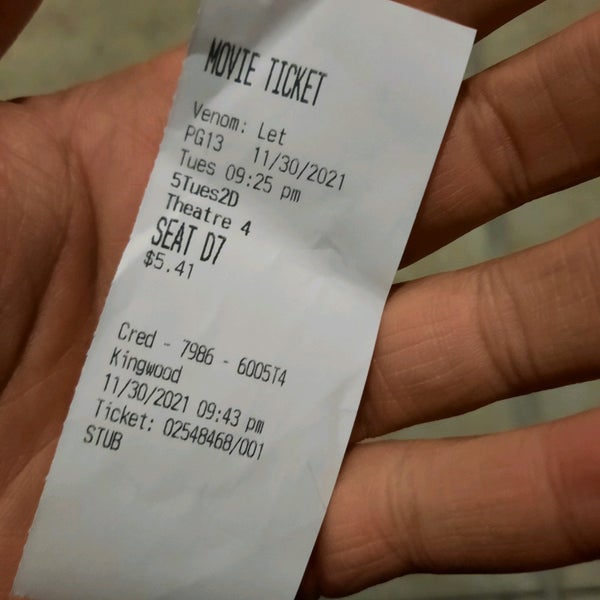 MOVIE TICKET
Venom: Let
PG13 11/30/2021
Tues 09:25 pm
5Tues2D
Theatre 4
SEAT D7
$5.41
Cred - 7986 - 6005T4
Kingwood
11/30/2021 09:43 pm
Ticket: 02548468/001
STUB